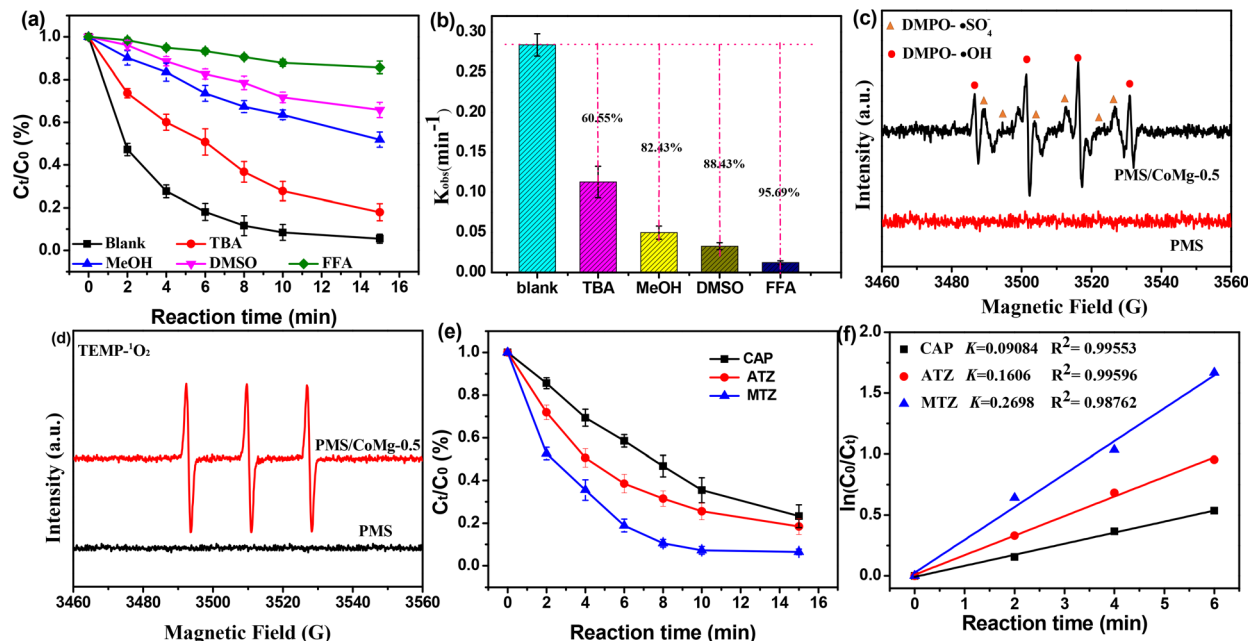 (a)
1.0
0.8
0.6
0.4
0.2
0.0
Ct/C0 (%)
Blank TBA
MeOH DMSO FFA
0 2 4 6 8 10 12 14 16
Reaction time (min)
(b)
0.30
0.25
0.20
0.15
0.10
0.05
0.00
Kobs(min-1)
60.55%
82.43%
88.43%
95.69%
blank TBA MeOH DMSO FFA
(c)
DMPO- •SO4-
DMPO- •OH
Intensity (a.u.)
PMS/CoMg-0.5
PMS
3460 3480 3500 3520 3540 3560
Magnetic Field (G)
(d)
TEMP-¹O₂
Intensity (a.u.)
PMS/CoMg-0.5
PMS
3460 3480 3500 3520 3540 3560
Magnetic Field (G)
(e)
1.0
0.8
0.6
0.4
0.2
0.0
Ct/C0 (%)
CAP
ATZ
MTZ
0 2 4 6 8 10 12 14 16
Reaction time (min)
(f)
2.0
1.5
1.0
0.5
0.0
ln(C0/Ct)
CAP K=0.09084 R²= 0.99553
ATZ K=0.1606 R²= 0.99596
MTZ K=0.2698 R²= 0.98762
0 1 2 3 4 5 6
Reaction time (min)